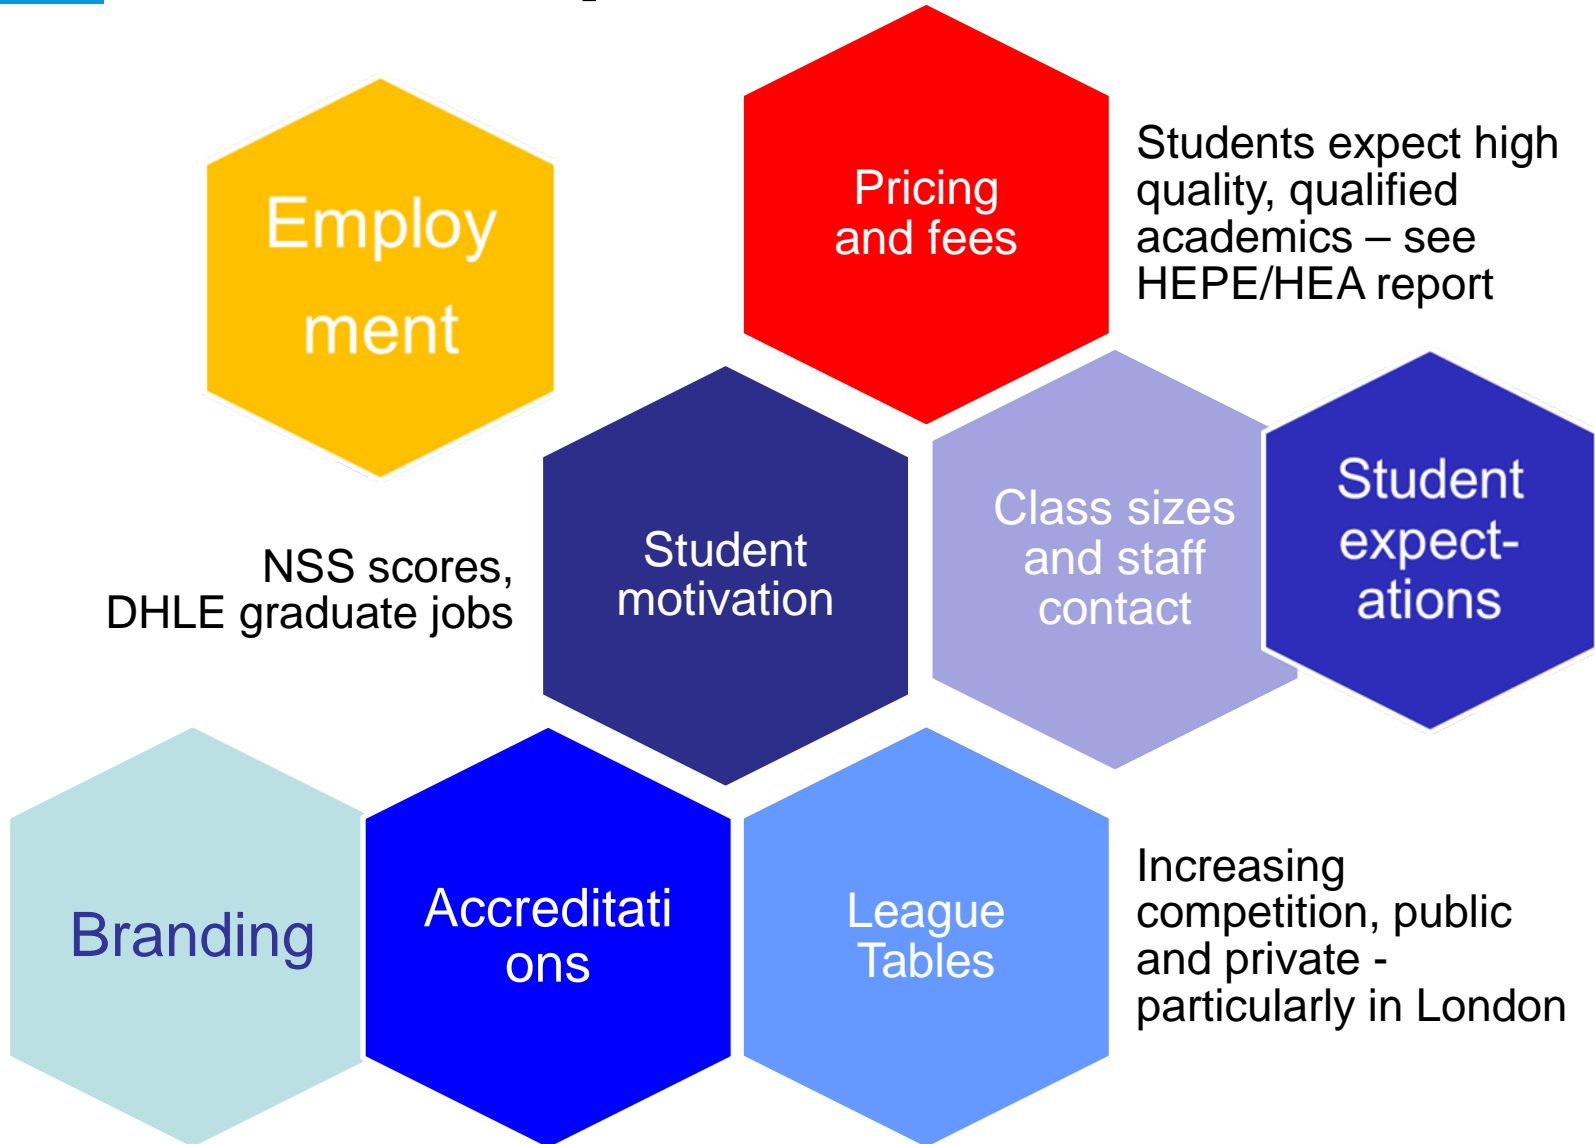 Employ
ment
Pricing
and fees
Students expect high
quality, qualified
academics – see
HEPE/HEA report
NSS scores,
DHLE graduate jobs
Student
motivation
Class sizes
and staff
contact
Student
expect-
ations
Branding
Accreditati
ons
League
Tables
Increasing
competition, public
and private -
particularly in London